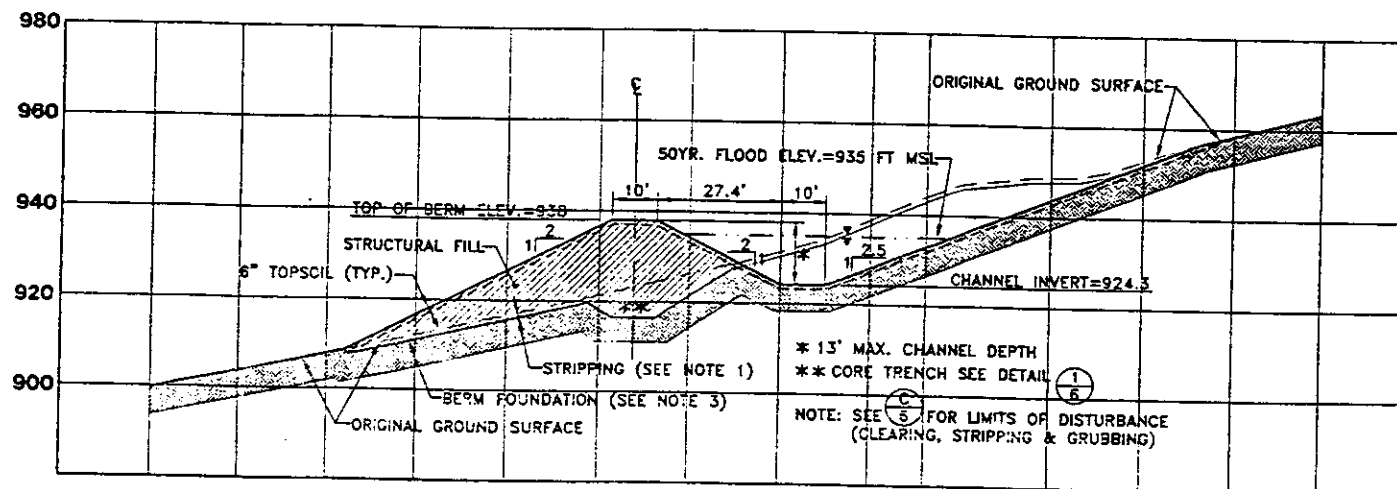 980
960
940
920
900
℄
ORIGINAL GROUND SURFACE
50YR. FLOOD ELEV.=935 FT MSL
10' 27.4' 10'
TOP OF BERM ELEV.=938
2
1
STRUCTURAL FILL
6" TOPSOIL (TYP.)
2
1
*
1
2.5
CHANNEL INVERT=924.3
**
* 13' MAX. CHANNEL DEPTH
** CORE TRENCH SEE DETAIL 1
6
STRIPPING (SEE NOTE 1)
BERM FOUNDATION (SEE NOTE 3)
ORIGINAL GROUND SURFACE
NOTE: SEE C
5 FOR LIMITS OF DISTURBANCE
(CLEARING, STRIPPING & GRUBBING)